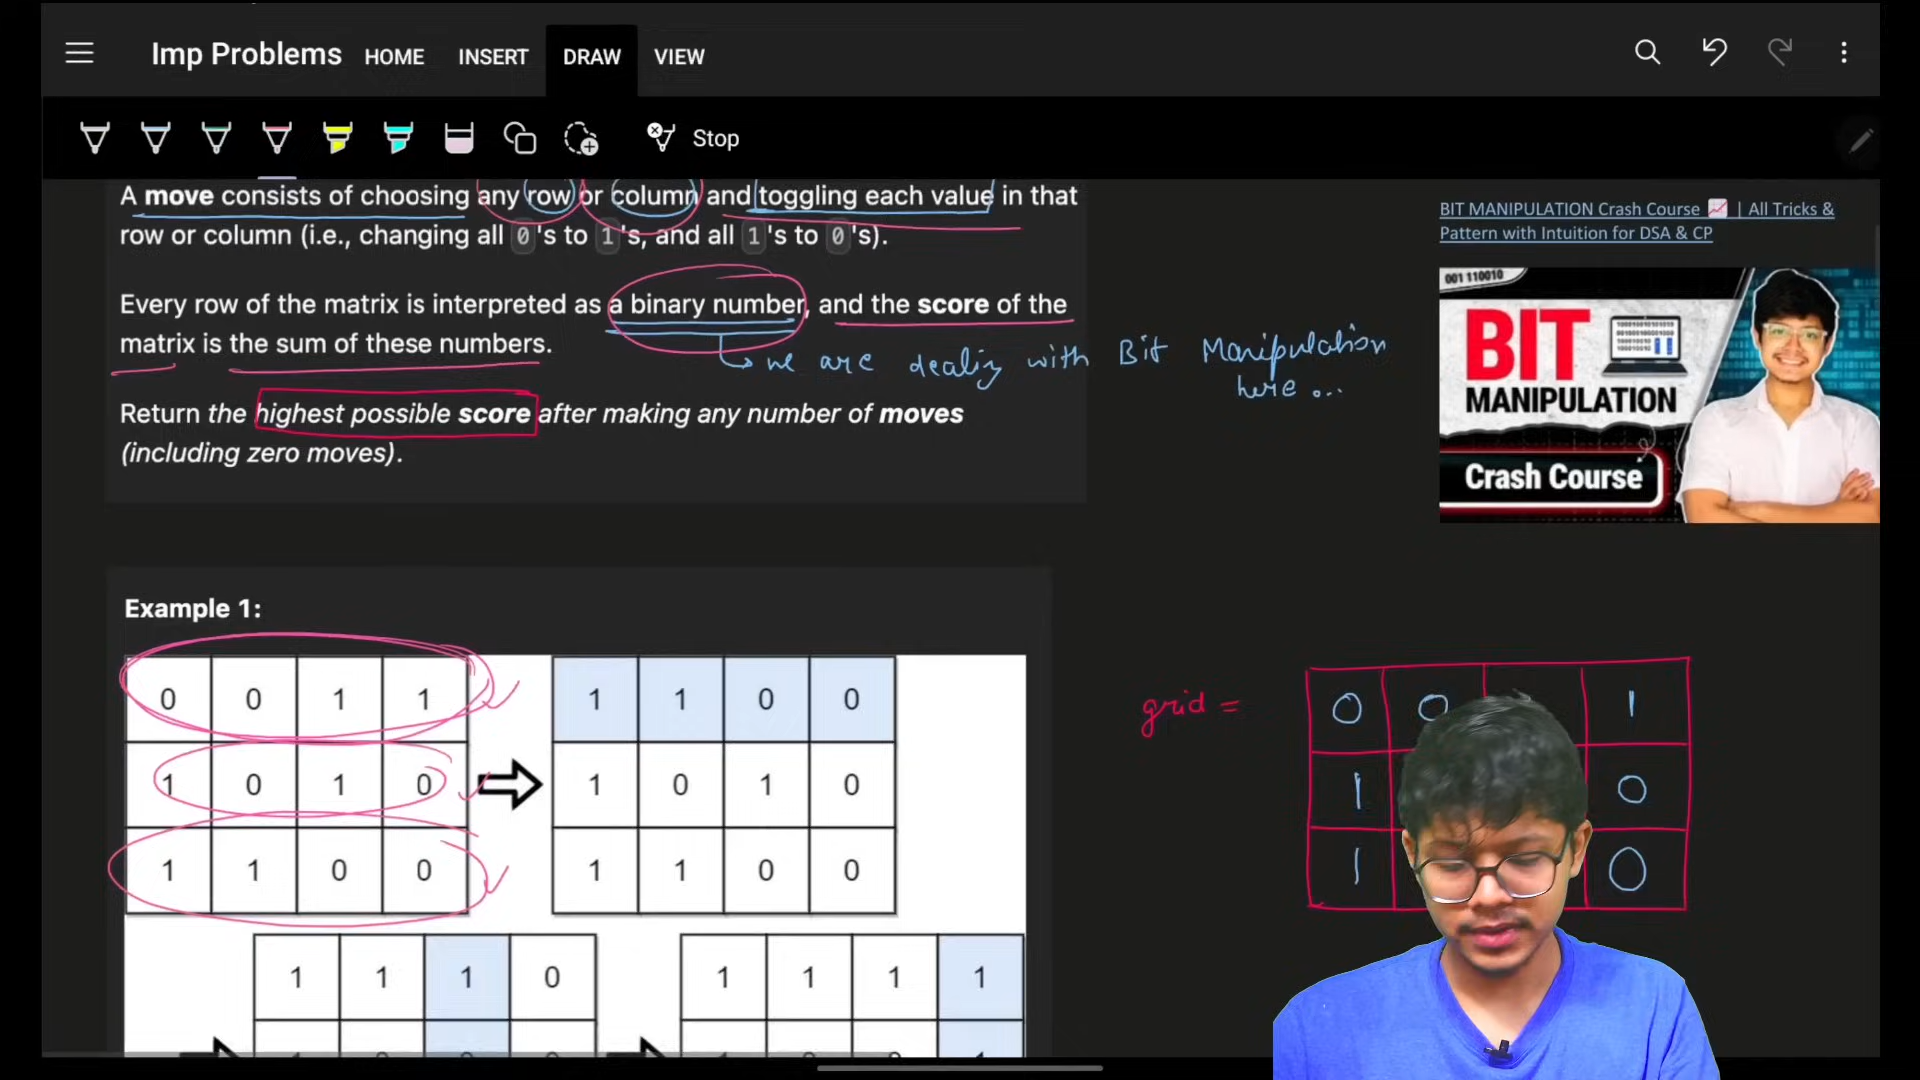 Imp Problems HOME INSERT DRAW VIEW
Stop
A move consists of choosing any row or column and toggling each value in that
row or column (i.e., changing all 0's to 1's, and all 1's to 0's).
Every row of the matrix is interpreted as a binary number, and the score of the
matrix is the sum of these numbers.
we are dealing with Bit Manipulation
here ...
Return the highest possible score after making any number of moves
(including zero moves).
BIT MANIPULATION Crash Course 📈 | All Tricks &
Pattern with Intuition for DSA & CP
001 110010
BIT
MANIPULATION
Crash Course
Example 1:
0 0 1 1
1 0 1 0
1 1 0 0
1 1 0 0
1 0 1 0
1 1 0 0
1 1 1 0
1 1 1 1
grid =
0 0 1
1 0
1 0